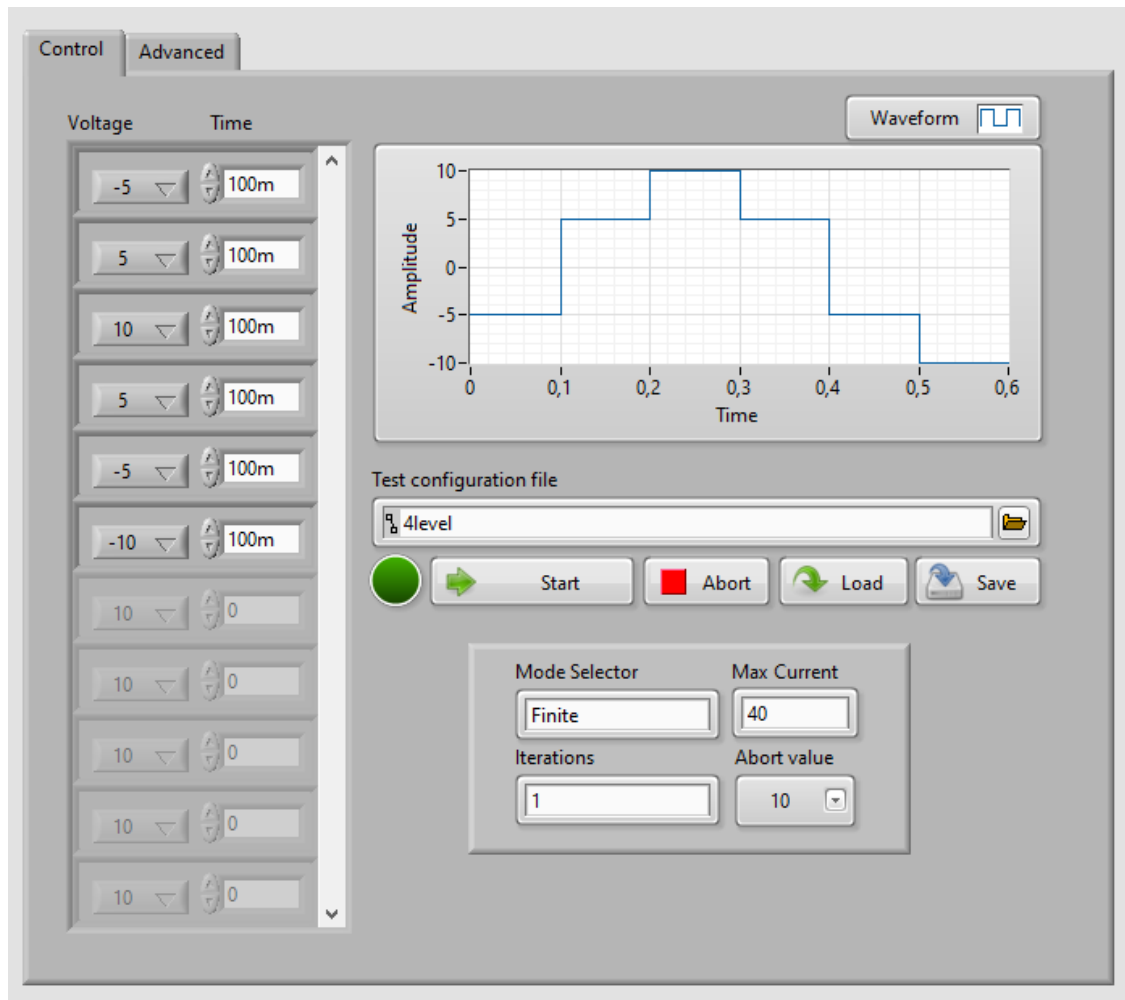 Control Advanced
Voltage Time
Waveform
-5 100m
5 100m
10 100m
5 100m
-5 100m
-10 100m
10 0
10 0
10 0
10 0
10 0
10
5
0
-5
-10
Amplitude
0 0,1 0,2 0,3 0,4 0,5 0,6
Time
Test configuration file
4level
Start Abort Load Save
Mode Selector Max Current
Finite 40
Iterations Abort value
1 10